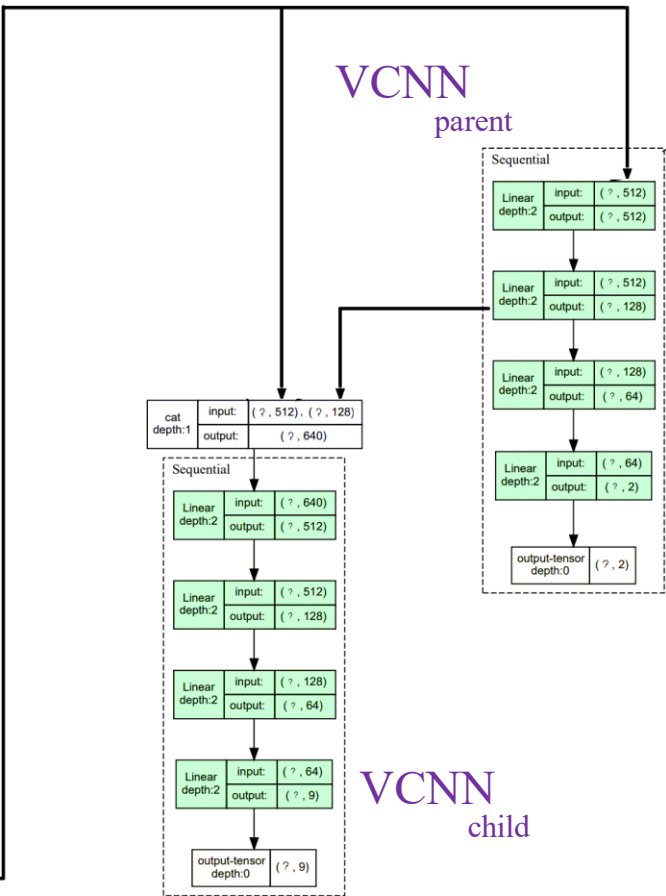 VCNN
parent
Sequential
Linear depth:2 input: ( ? , 512)
output: ( ? , 512)
Linear depth:2 input: ( ? , 512)
output: ( ? , 128)
Linear depth:2 input: ( ? , 128)
output: ( ? , 64)
Linear depth:2 input: ( ? , 64)
output: ( ? , 2)
output-tensor depth:0 ( ? , 2)
cat depth:1 input: ( ? , 512), ( ? , 128)
output: ( ? , 640)
Sequential
Linear depth:2 input: ( ? , 640)
output: ( ? , 512)
Linear depth:2 input: ( ? , 512)
output: ( ? , 128)
Linear depth:2 input: ( ? , 128)
output: ( ? , 64)
Linear depth:2 input: ( ? , 64)
output: ( ? , 9)
output-tensor depth:0 ( ? , 9)
VCNN
child